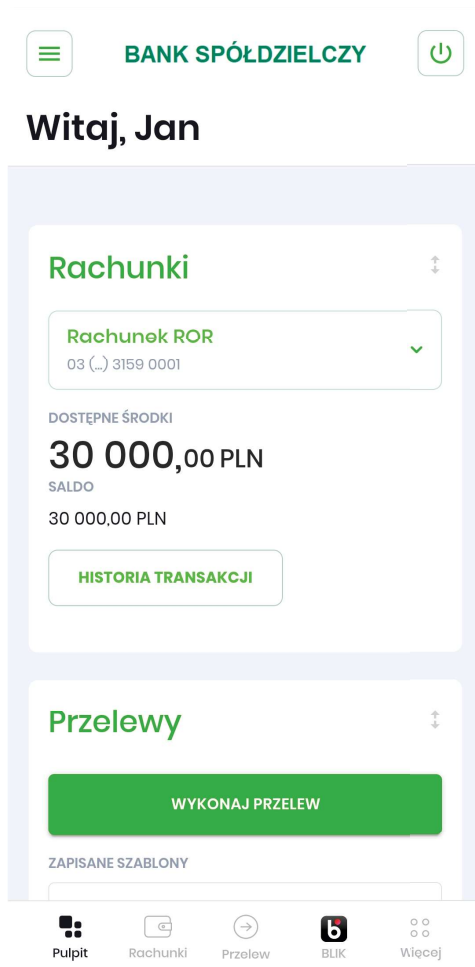 BANK SPÓŁDZIELCZY
Witaj, Jan
Rachunki
Rachunek ROR
03 (...) 3159 0001
DOSTĘPNE ŚRODKI
30 000,00 PLN
SALDO
30 000,00 PLN
HISTORIA TRANSAKCJI
Przelewy
WYKONAJ PRZELEW
ZAPISANE SZABLONY
Pulpit Rachunki Przelew BLIK Więcej